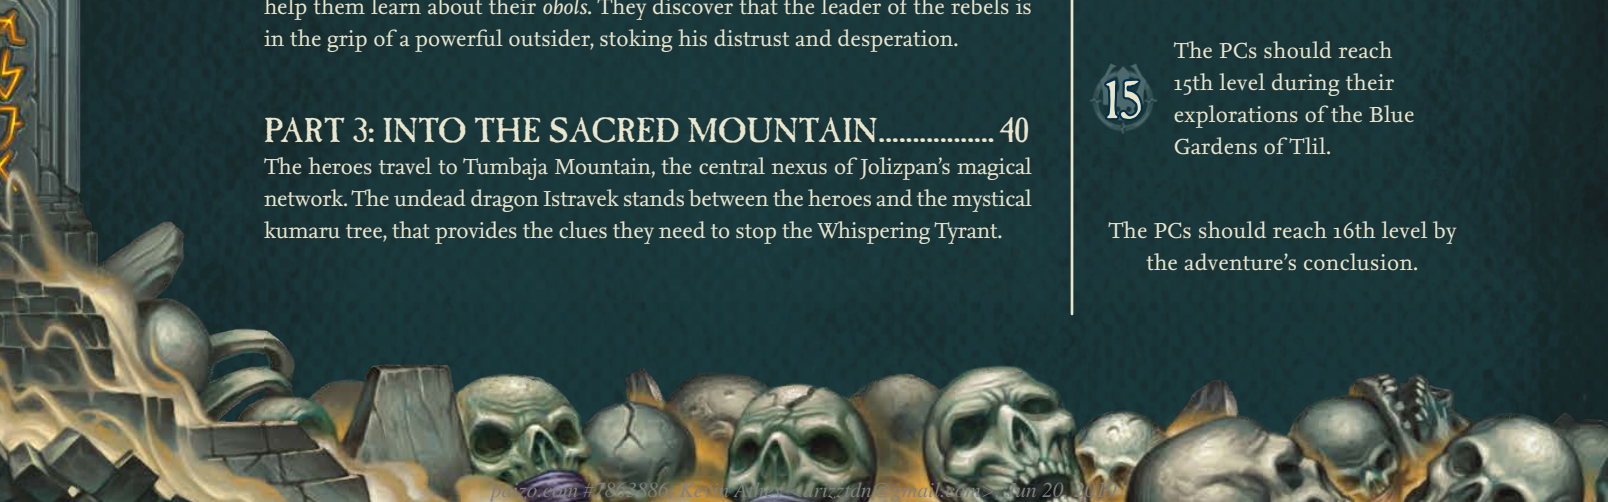 help them learn about their obols. They discover that the leader of the rebels is
in the grip of a powerful outsider, stoking his distrust and desperation.
PART 3: INTO THE SACRED MOUNTAIN................. 40
The heroes travel to Tumbaja Mountain, the central nexus of Jolizpan’s magical
network. The undead dragon Istravek stands between the heroes and the mystical
kumaru tree, that provides the clues they need to stop the Whispering Tyrant.
15
The PCs should reach
15th level during their
explorations of the Blue
Gardens of Tlil.
The PCs should reach 16th level by
the adventure’s conclusion.
paizo.com Kevin Jun 20,